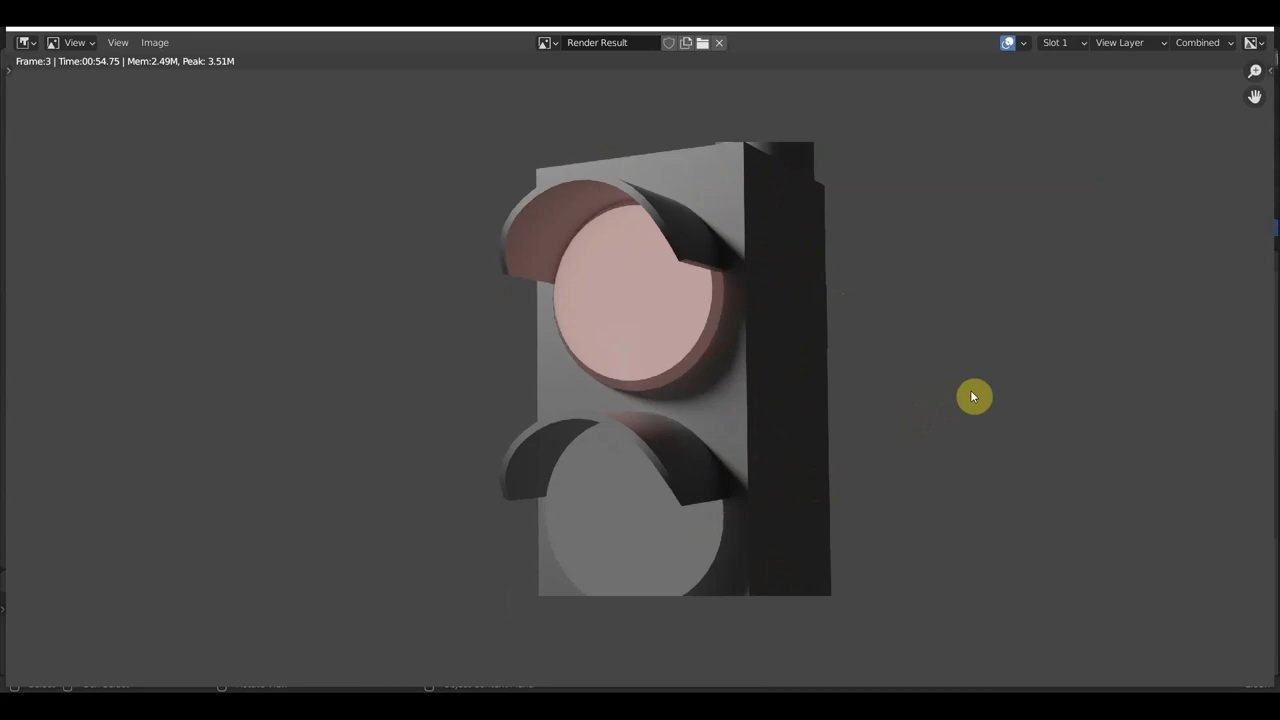 View View Image Render Result Slot 1 View Layer Combined
Frame:3 | Time:00:54.75 | Mem:2.49M, Peak: 3.51M